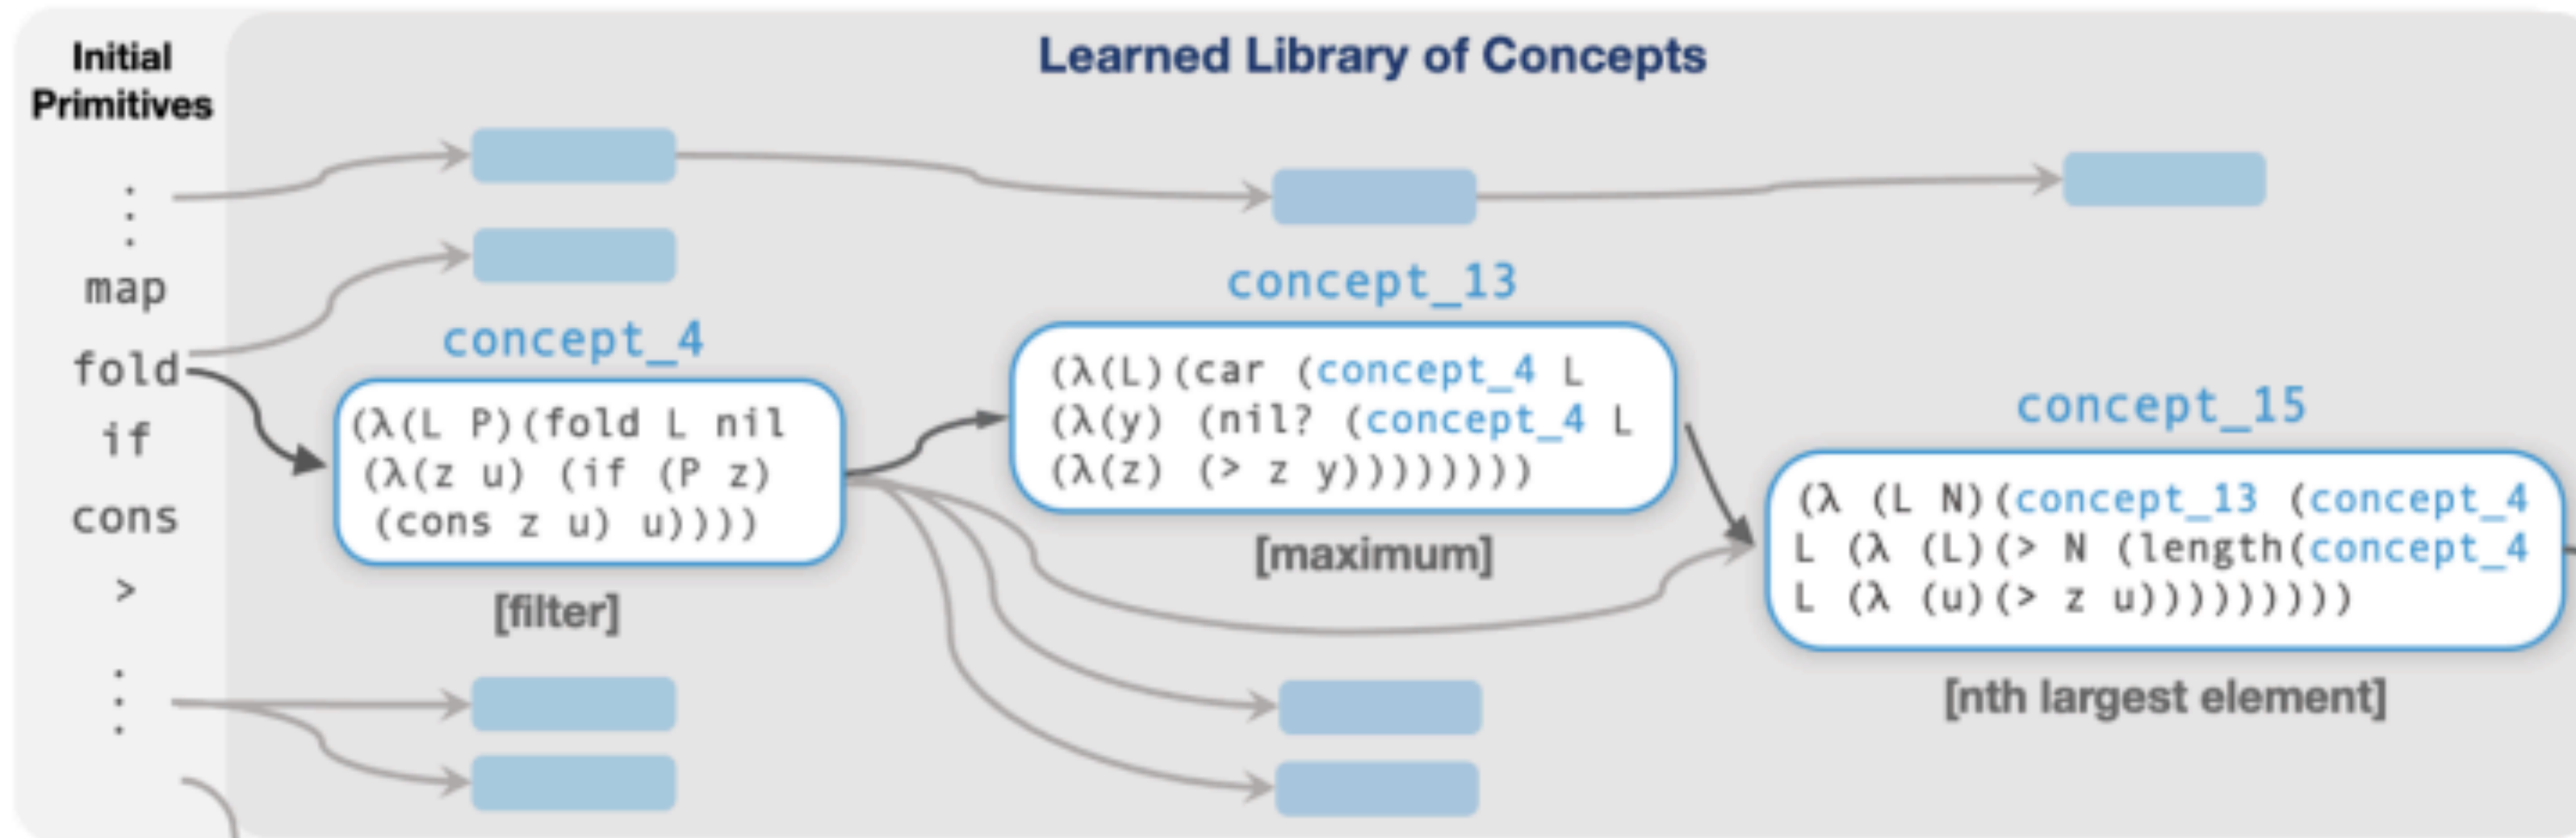 Initial
Primitives
⋮
map
fold
if
cons
>
⋮
Learned Library of Concepts
concept_4
(λ(L P)(fold L nil
(λ(z u) (if (P z)
(cons z u) u))))
[filter]
concept_13
(λ(L)(car (concept_4 L
(λ(y) (nil? (concept_4 L
(λ(z) (> z y))))))))
[maximum]
concept_15
(λ (L N)(concept_13 (concept_4
L (λ (L)(> N (length(concept_4
L (λ (u)(> z u)))))))))
[nth largest element]